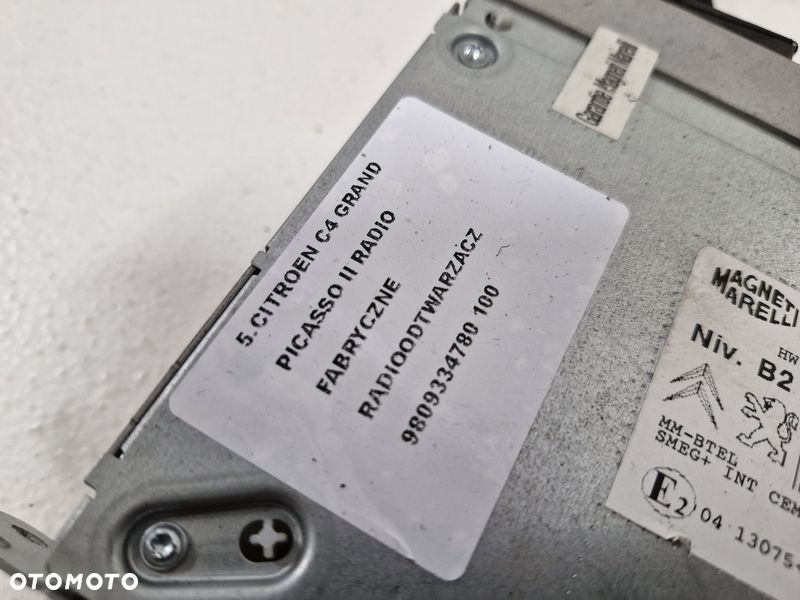 Garantie Magneti Marelli
5.CITROEN C4 GRAND
PICASSO II RADIO
FABRYCZNE
RADIOODTWARZACZ
9809334780 100
MAGNETI
MARELLI
HW
Niv. B2
MM-BTEL
SMEG+ INT CEM
E2 04 13075
OTOMOTO